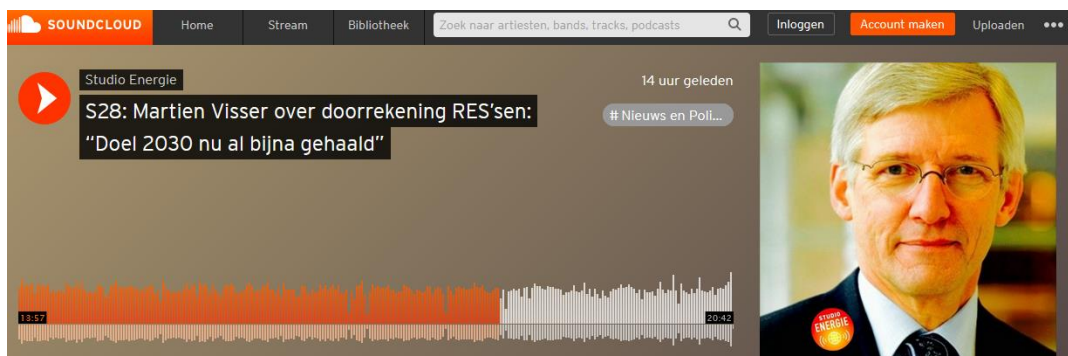 SOUNDCLOUD
Home
Stream
Bibliotheek
Zoek naar artiesten, bands, tracks, podcasts
Inloggen
Account maken
Uploaden
Studio Energie
14 uur geleden
S28: Martien Visser over doorrekening RES'sen:
# Nieuws en Poli...
“Doel 2030 nu al bijna gehaald”
13:57
20:42
STUDIO
ENERGIE